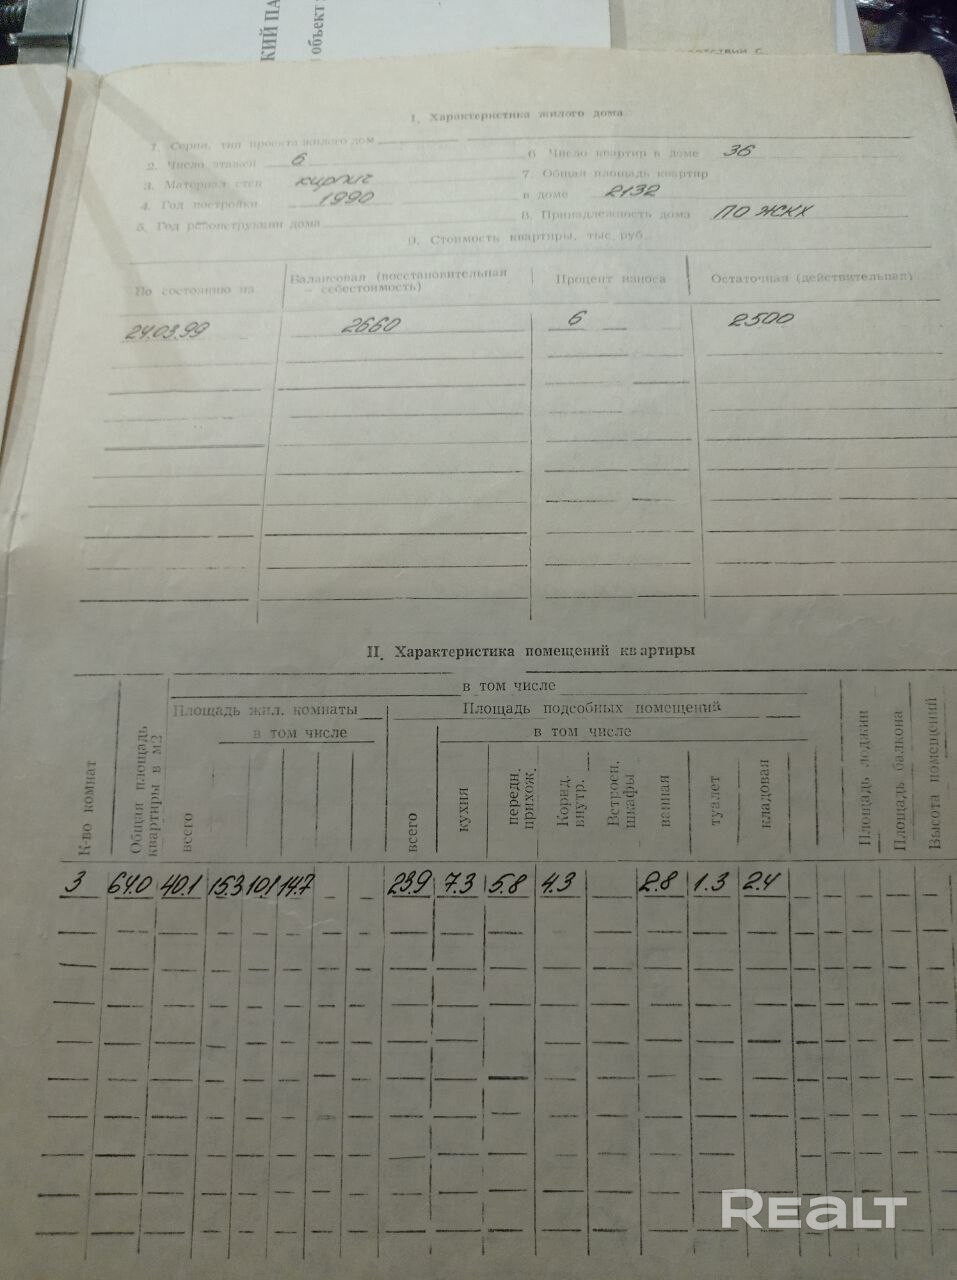 КИЙ ПА
объект
ветствии с
I. Характеристика жилого дома
1. Серия, тип проекта жилого дом
2. Число этажей 6
3. Материал стен кирпич
4. Год постройки 1990
5. Год реконструкции дома
6 Число квартир в доме 36
7. Общая площадь квартир
в доме 2132
8. Принадлежность дома ПО ЖКХ
9. Стоимость квартиры, тыс. руб.
По состоянию на
Балансовая (восстановительная
– себестоимость)
Процент износа
Остаточная (действительная)
24.03.99 2660 6 2500
II. Характеристика помещений квартиры
в том числе
Площадь жил. комнаты Площадь подсобных помещений
в том числе в том числе
К-во комнат
Общая площадь
квартиры в м2
всего
всего
кухня
передн.
прихож.
Корид.
внутр.
Встроен.
шкафы
ванная
туалет
кладовая
Площадь лоджии
Площадь балкона
Высота помещений
3 64.0 40.1 15.3 10.1 14.7 23.9 7.3 5.8 4.3 2.8 1.3 2.4
REALT